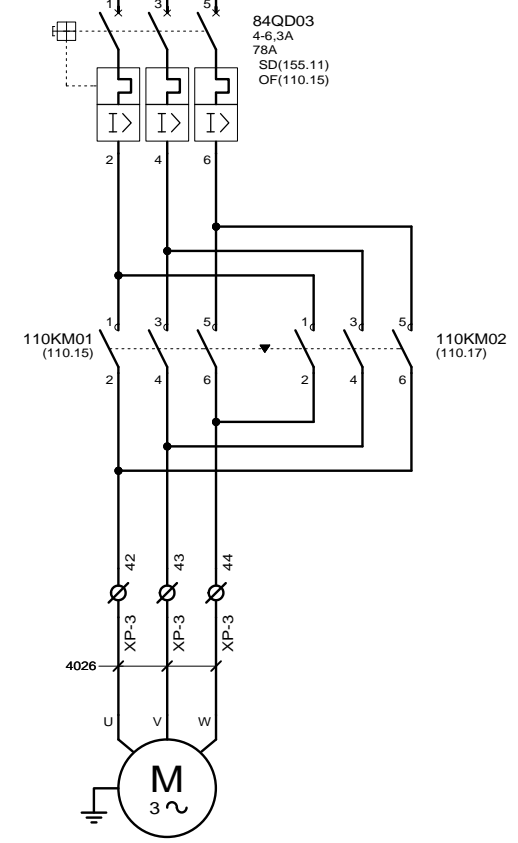 1 3 5
84QD03
4-6,3A
78A
SD(155.11)
OF(110.15)
I> I> I>
2 4 6
1 3 5 1 3 5
110KM01
(110.15)
110KM02
(110.17)
2 4 6 2 4 6
42 43 44
XP-3 XP-3 XP-3
4026
U V W
M
3 ~